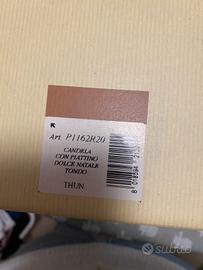 Art. P1162R20
CANDELA
CON PIATTINO
DOLCE NATALE
TONDO
THUN
subito